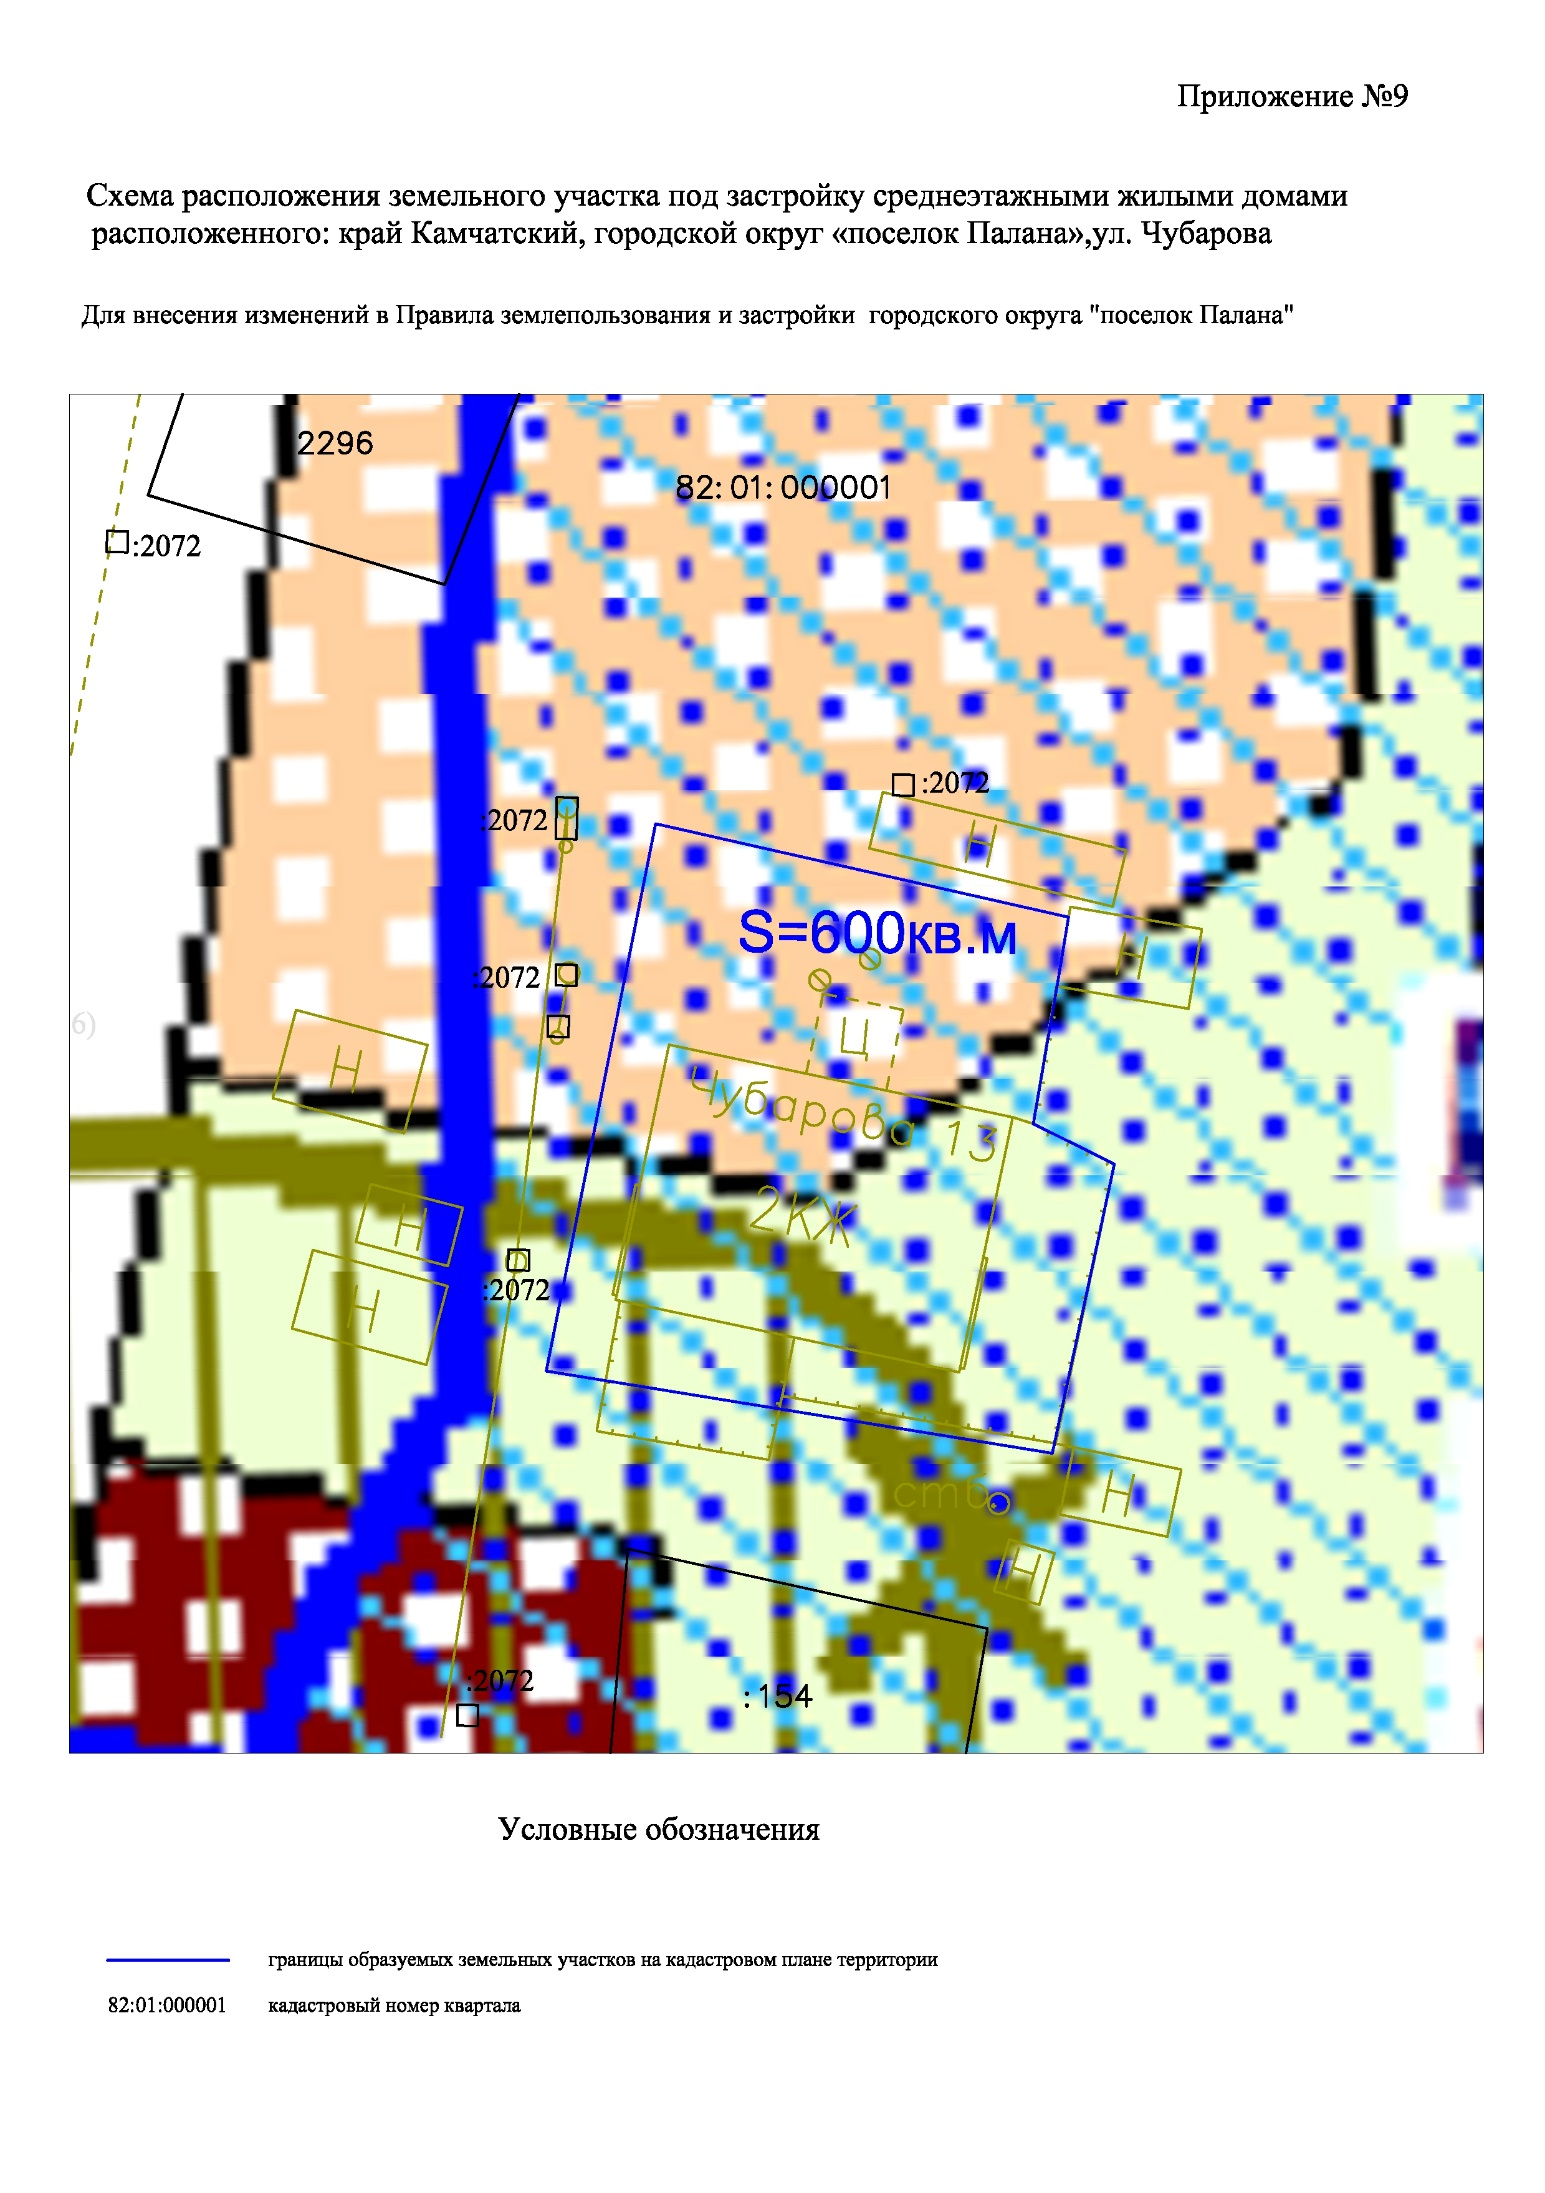 Приложение №9
Схема расположения земельного участка под застройку среднеэтажными жилыми домами
расположенного: край Камчатский, городской округ «поселок Палана»,ул. Чубарова
Для внесения изменений в Правила землепользования и застройки городского округа "поселок Палана"
2296
82:01:000001
:2072
:2072
:2072
Н
S=600кв.м
Н
:2072
6)
Ц
Н
Чубарова 13
2КЖ
Н
:2072
Н
стб.
Н
Н
:2072
:154
Условные обозначения
границы образуемых земельных участков на кадастровом плане территории
82:01:000001 кадастровый номер квартала